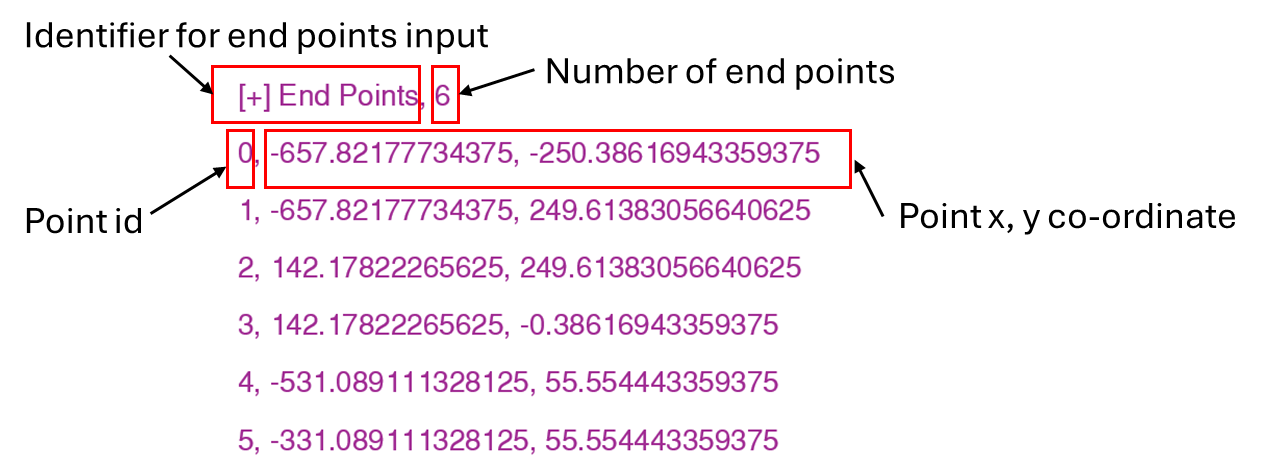 Identifier for end points input
Number of end points
[+] End Points, 6
0, -657.82177734375, -250.38616943359375
Point id
1, -657.82177734375, 249.61383056640625
Point x, y co-ordinate
2, 142.17822265625, 249.61383056640625
3, 142.17822265625, -0.38616943359375
4, -531.089111328125, 55.554443359375
5, -331.089111328125, 55.554443359375